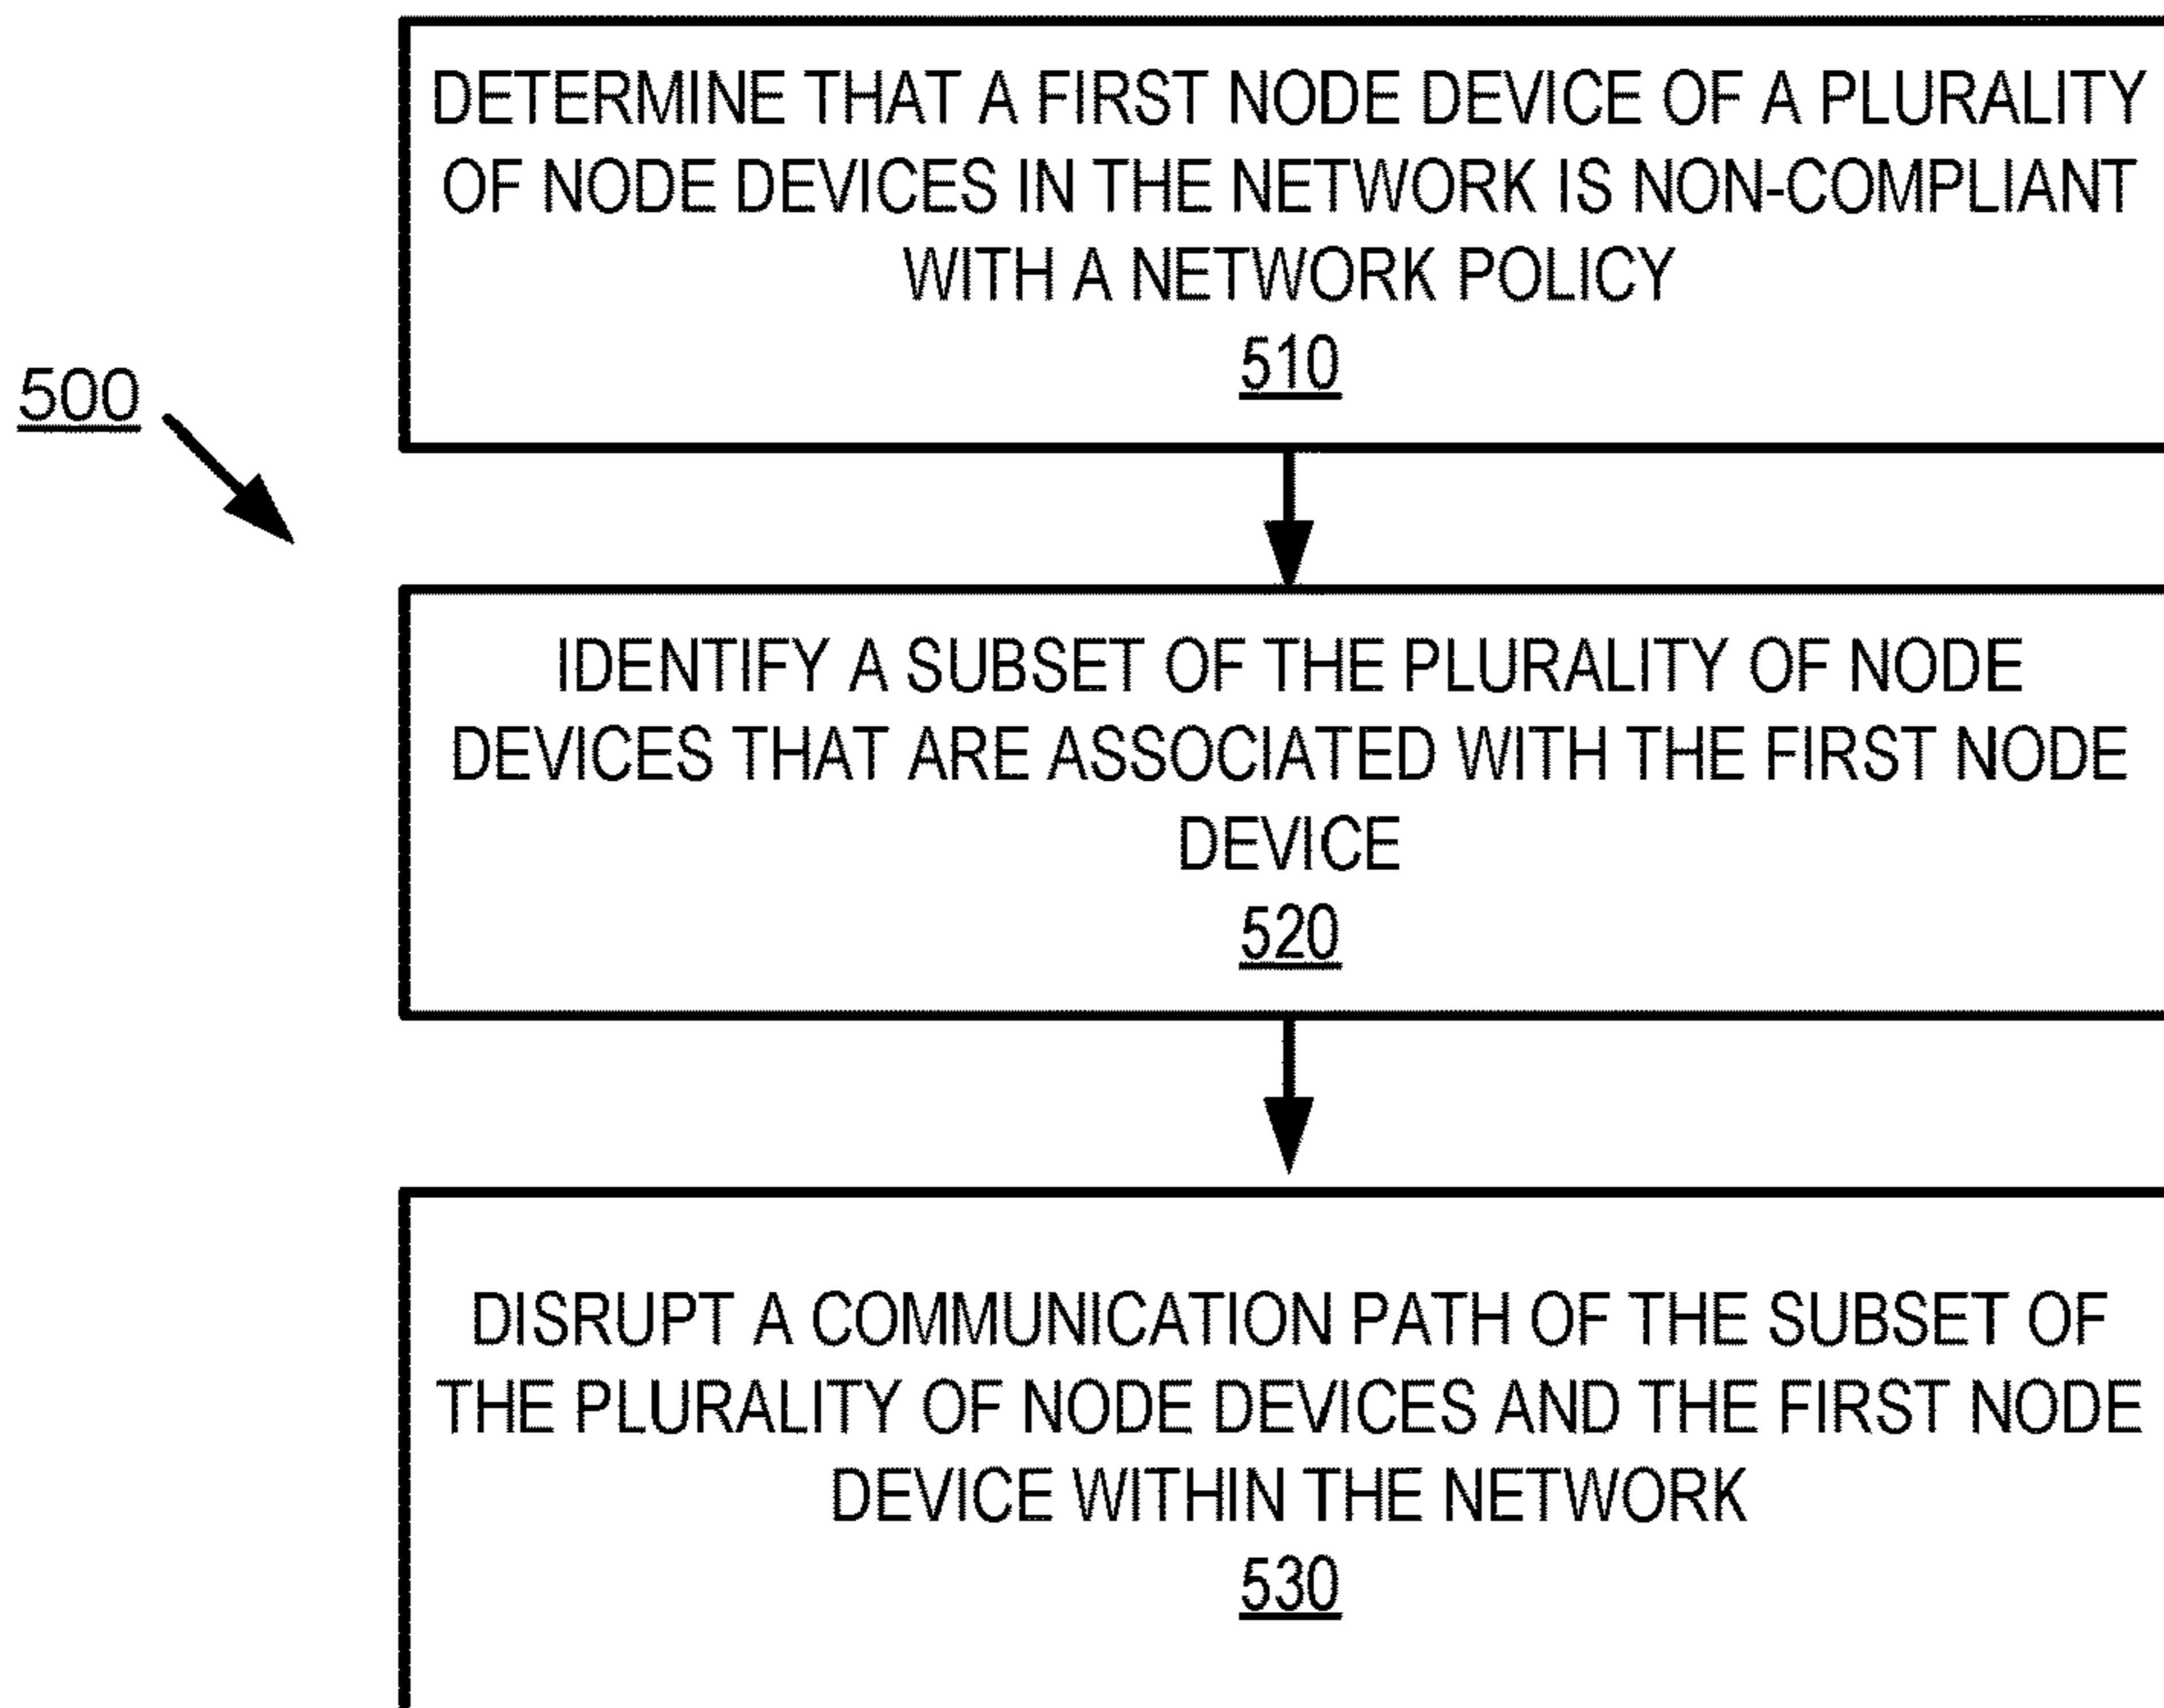 DETERMINE THAT A FIRST NODE DEVICE OF A PLURALITY
OF NODE DEVICES IN THE NETWORK IS NON-COMPLIANT
WITH A NETWORK POLICY
510
500
IDENTIFY A SUBSET OF THE PLURALITY OF NODE
DEVICES THAT ARE ASSOCIATED WITH THE FIRST NODE
DEVICE
520
DISRUPT A COMMUNICATION PATH OF THE SUBSET OF
THE PLURALITY OF NODE DEVICES AND THE FIRST NODE
DEVICE WITHIN THE NETWORK
530